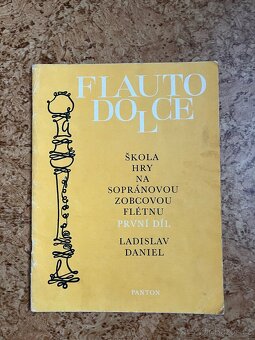 FLAUTO
DOLCE
ŠKOLA
HRY
NA
SOPRÁNOVOU
ZOBCOVOU
FLÉTNU
PRVNÍ DÍL
LADISLAV
DANIEL
PANTON